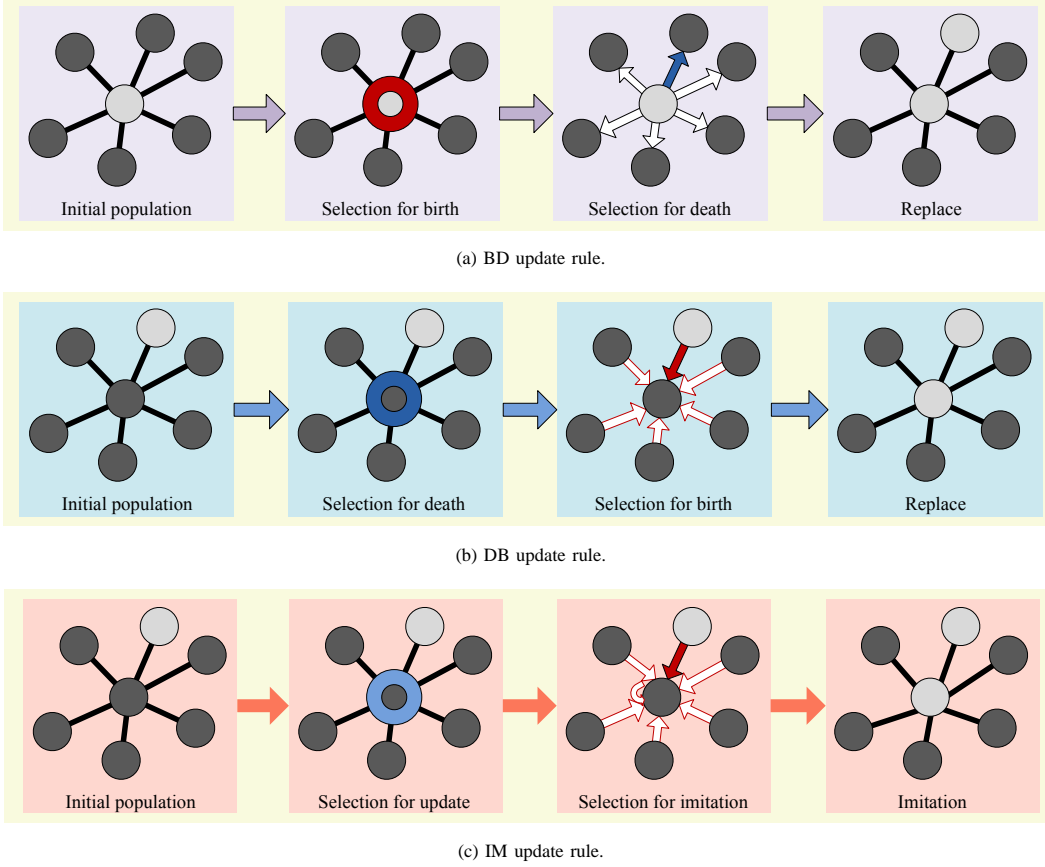 Initial population
Selection for birth
Selection for death
Replace
(a) BD update rule.
Initial population
Selection for death
Selection for birth
Replace
(b) DB update rule.
Initial population
Selection for update
Selection for imitation
Imitation
(c) IM update rule.